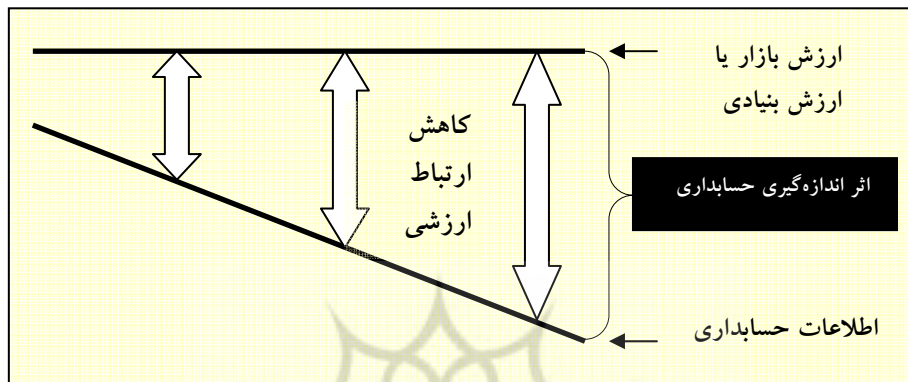 ارزش بازار یا
ارزش بنیادی
کاهش
ارتباط
ارزشی
اثر اندازه‌گیری حسابداری
اطلاعات حسابداری